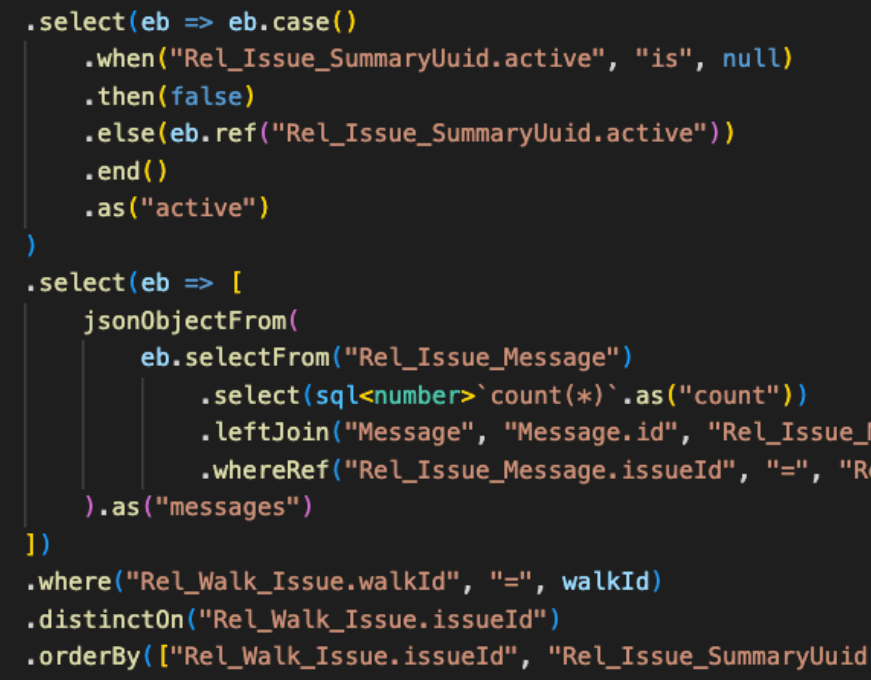 .select(eb => eb.case()
.when("Rel_Issue_SummaryUuid.active", "is", null)
.then(false)
.else(eb.ref("Rel_Issue_SummaryUuid.active"))
.end()
.as("active")
)
.select(eb => [
jsonObjectFrom(
eb.selectFrom("Rel_Issue_Message")
.select(sql<number>`count(*)`.as("count"))
.leftJoin("Message", "Message.id", "Rel_Issue_
.whereRef("Rel_Issue_Message.issueId", "=", "R
).as("messages")
])
.where("Rel_Walk_Issue.walkId", "=", walkId)
.distinctOn("Rel_Walk_Issue.issueId")
.orderBy(["Rel_Walk_Issue.issueId", "Rel_Issue_SummaryUuid